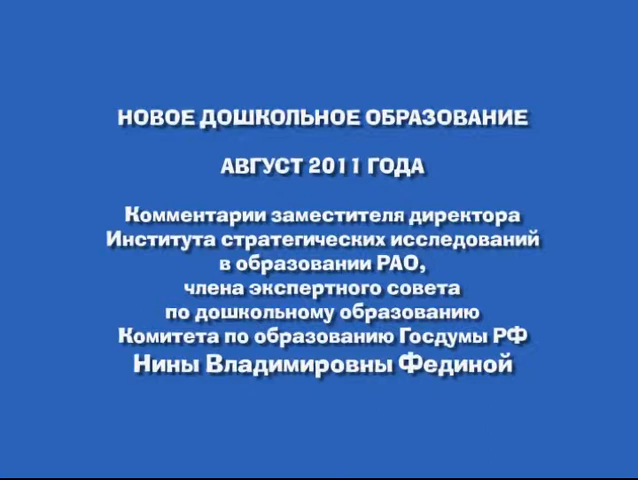 НОВОЕ ДОШКОЛЬНОЕ ОБРАЗОВАНИЕ
АВГУСТ 2011 ГОДА
Комментарии заместителя директора
Института стратегических исследований
в образовании РАО,
члена экспертного совета
по дошкольному образованию
Комитета по образованию Госдумы РФ
Нины Владимировны Фединой